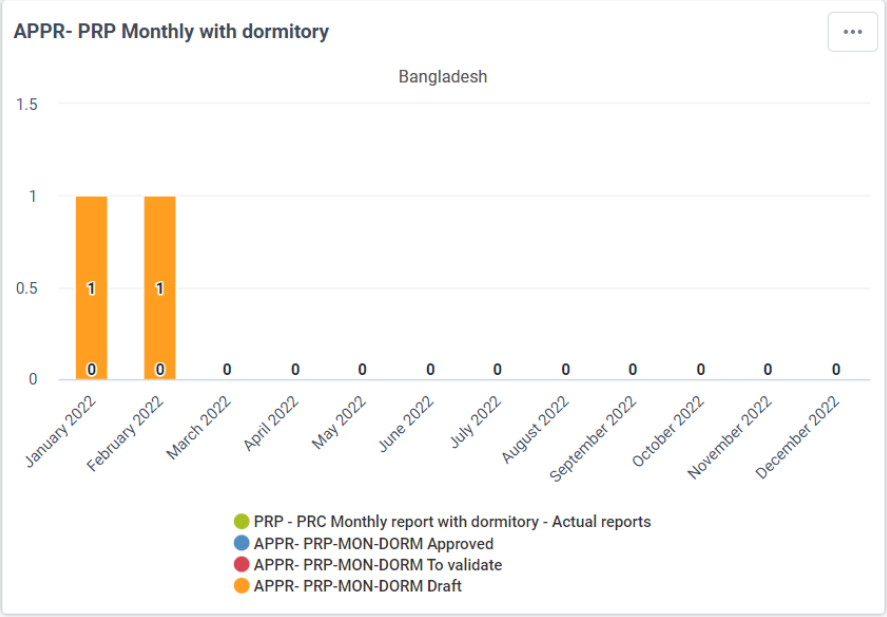 APPR- PRP Monthly with dormitory
Bangladesh
1.5
1
0.5
0
1 1
0 0 0 0 0 0 0 0 0 0 0 0
January 2022 February 2022 March 2022 April 2022 May 2022 June 2022 July 2022 August 2022 September 2022 October 2022 November 2022 December 2022
PRP - PRC Monthly report with dormitory - Actual reports
APPR- PRP-MON-DORM Approved
APPR- PRP-MON-DORM To validate
APPR- PRP-MON-DORM Draft